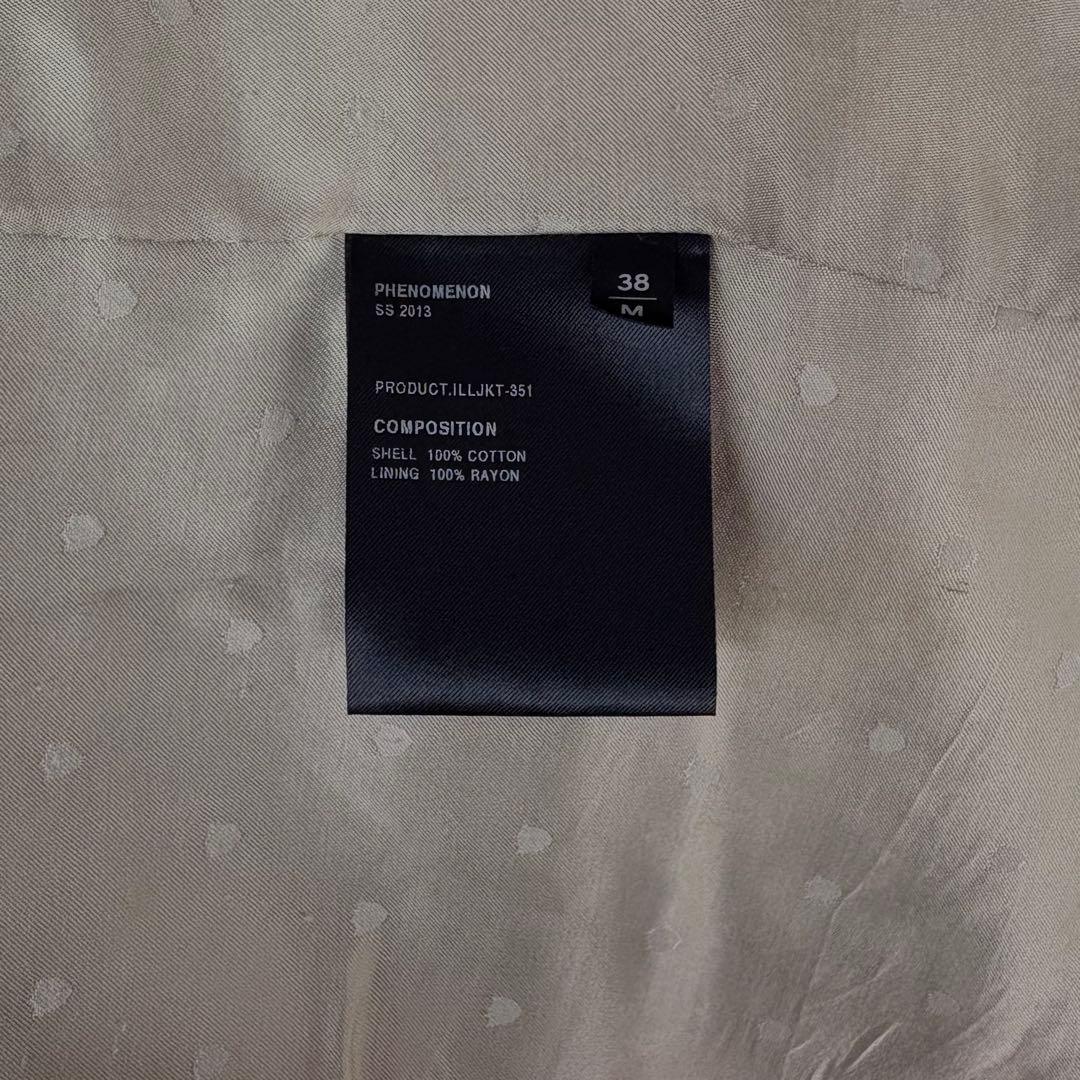 PHENOMENON
SS 2013
38
M
PRODUCT.ILLJKT-351
COMPOSITION
SHELL 100% COTTON
LINING 100% RAYON